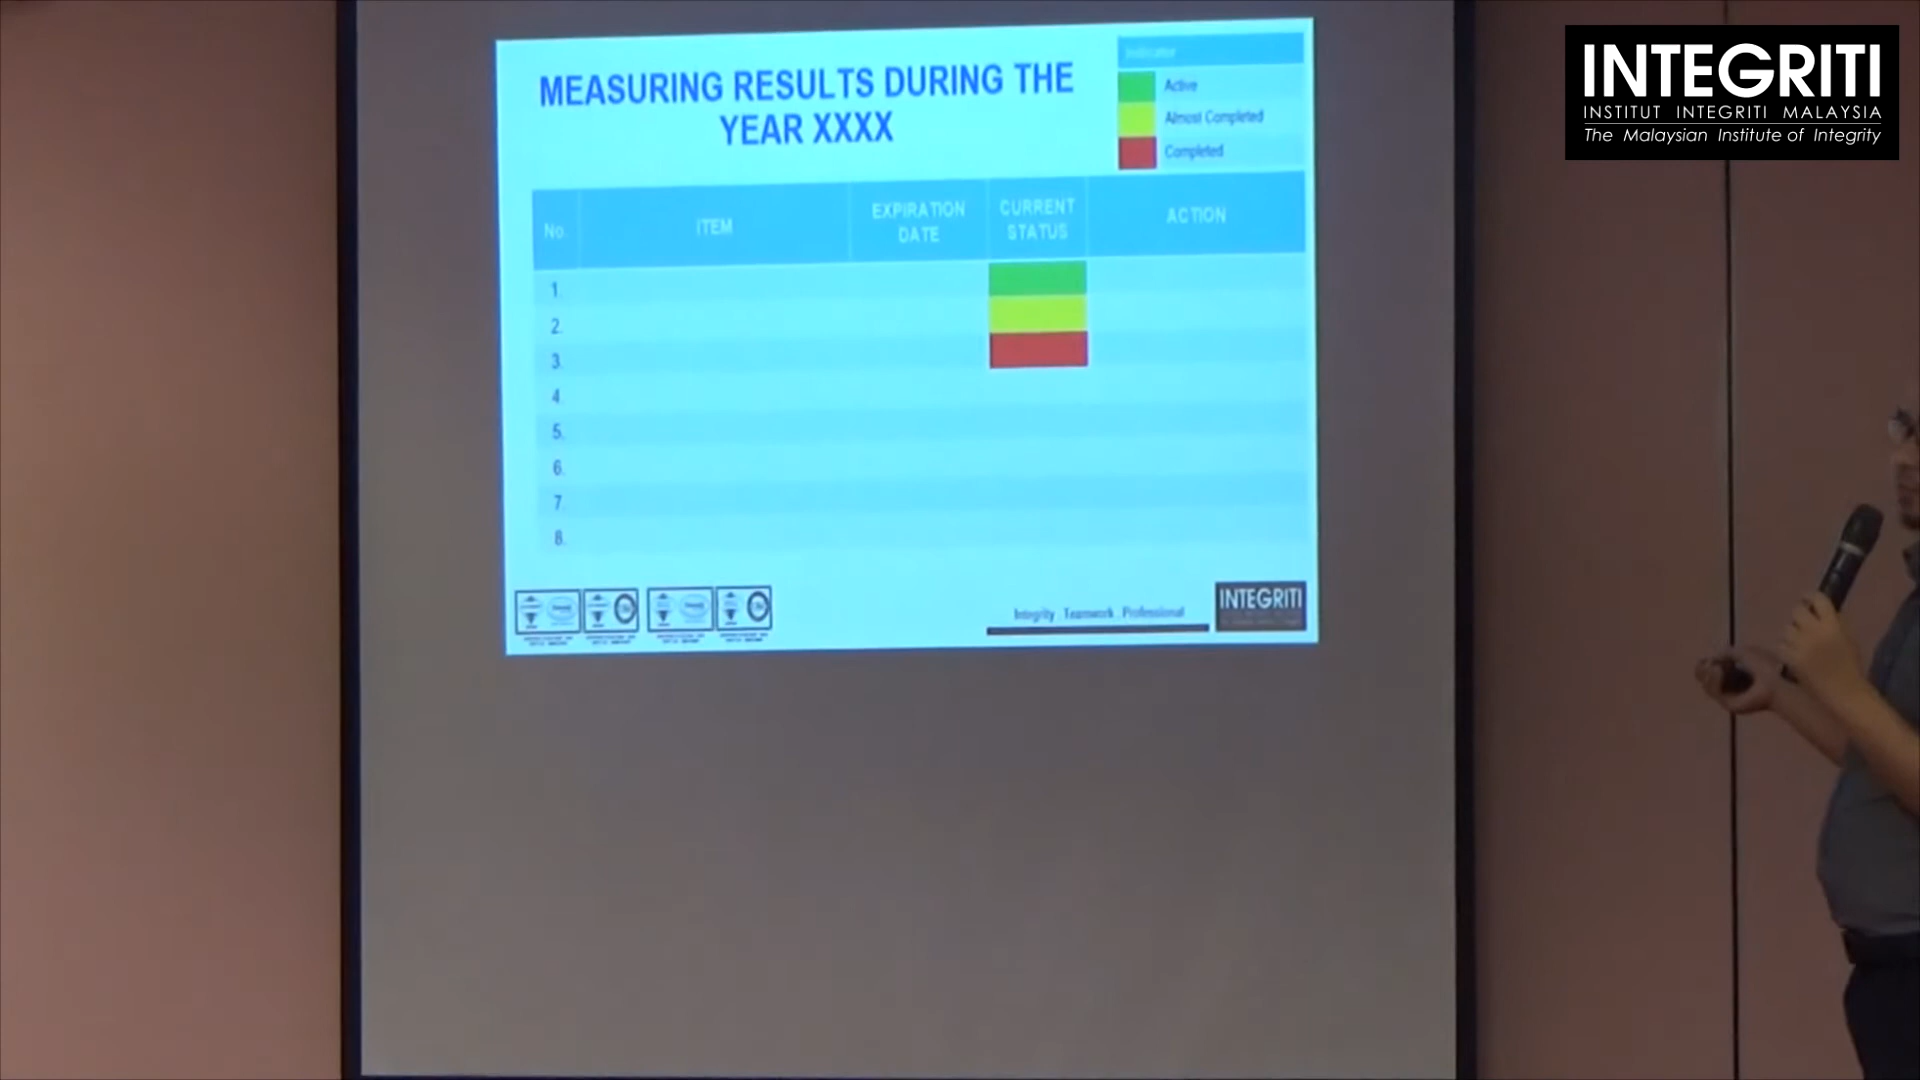 MEASURING RESULTS DURING THE
YEAR XXXX
Indicator
Active
Almost Completed
Completed
No.
ITEM
EXPIRATION
DATE
CURRENT
STATUS
ACTION
1.
2.
3.
4.
5.
6.
7.
8.
Integrity . Teamwork . Professional
INTEGRITI
INTEGRITI
INSTITUT INTEGRITI MALAYSIA
The Malaysian Institute of Integrity